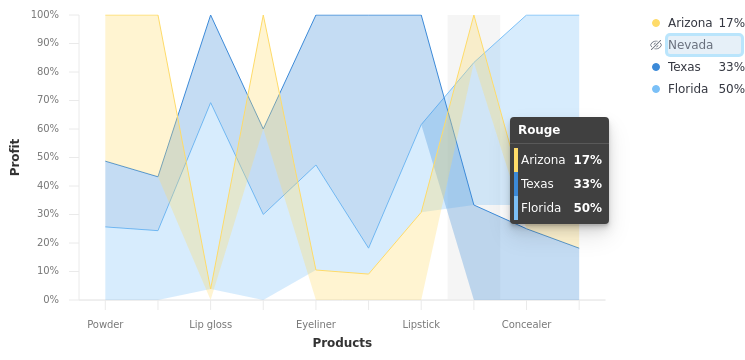 100%
90%
80%
70%
60%
50%
40%
30%
20%
10%
0%
Profit
Powder
Lip gloss
Eyeliner
Lipstick
Concealer
Products
Arizona 17%
Nevada
Texas 33%
Florida 50%
Rouge
Arizona 17%
Texas 33%
Florida 50%